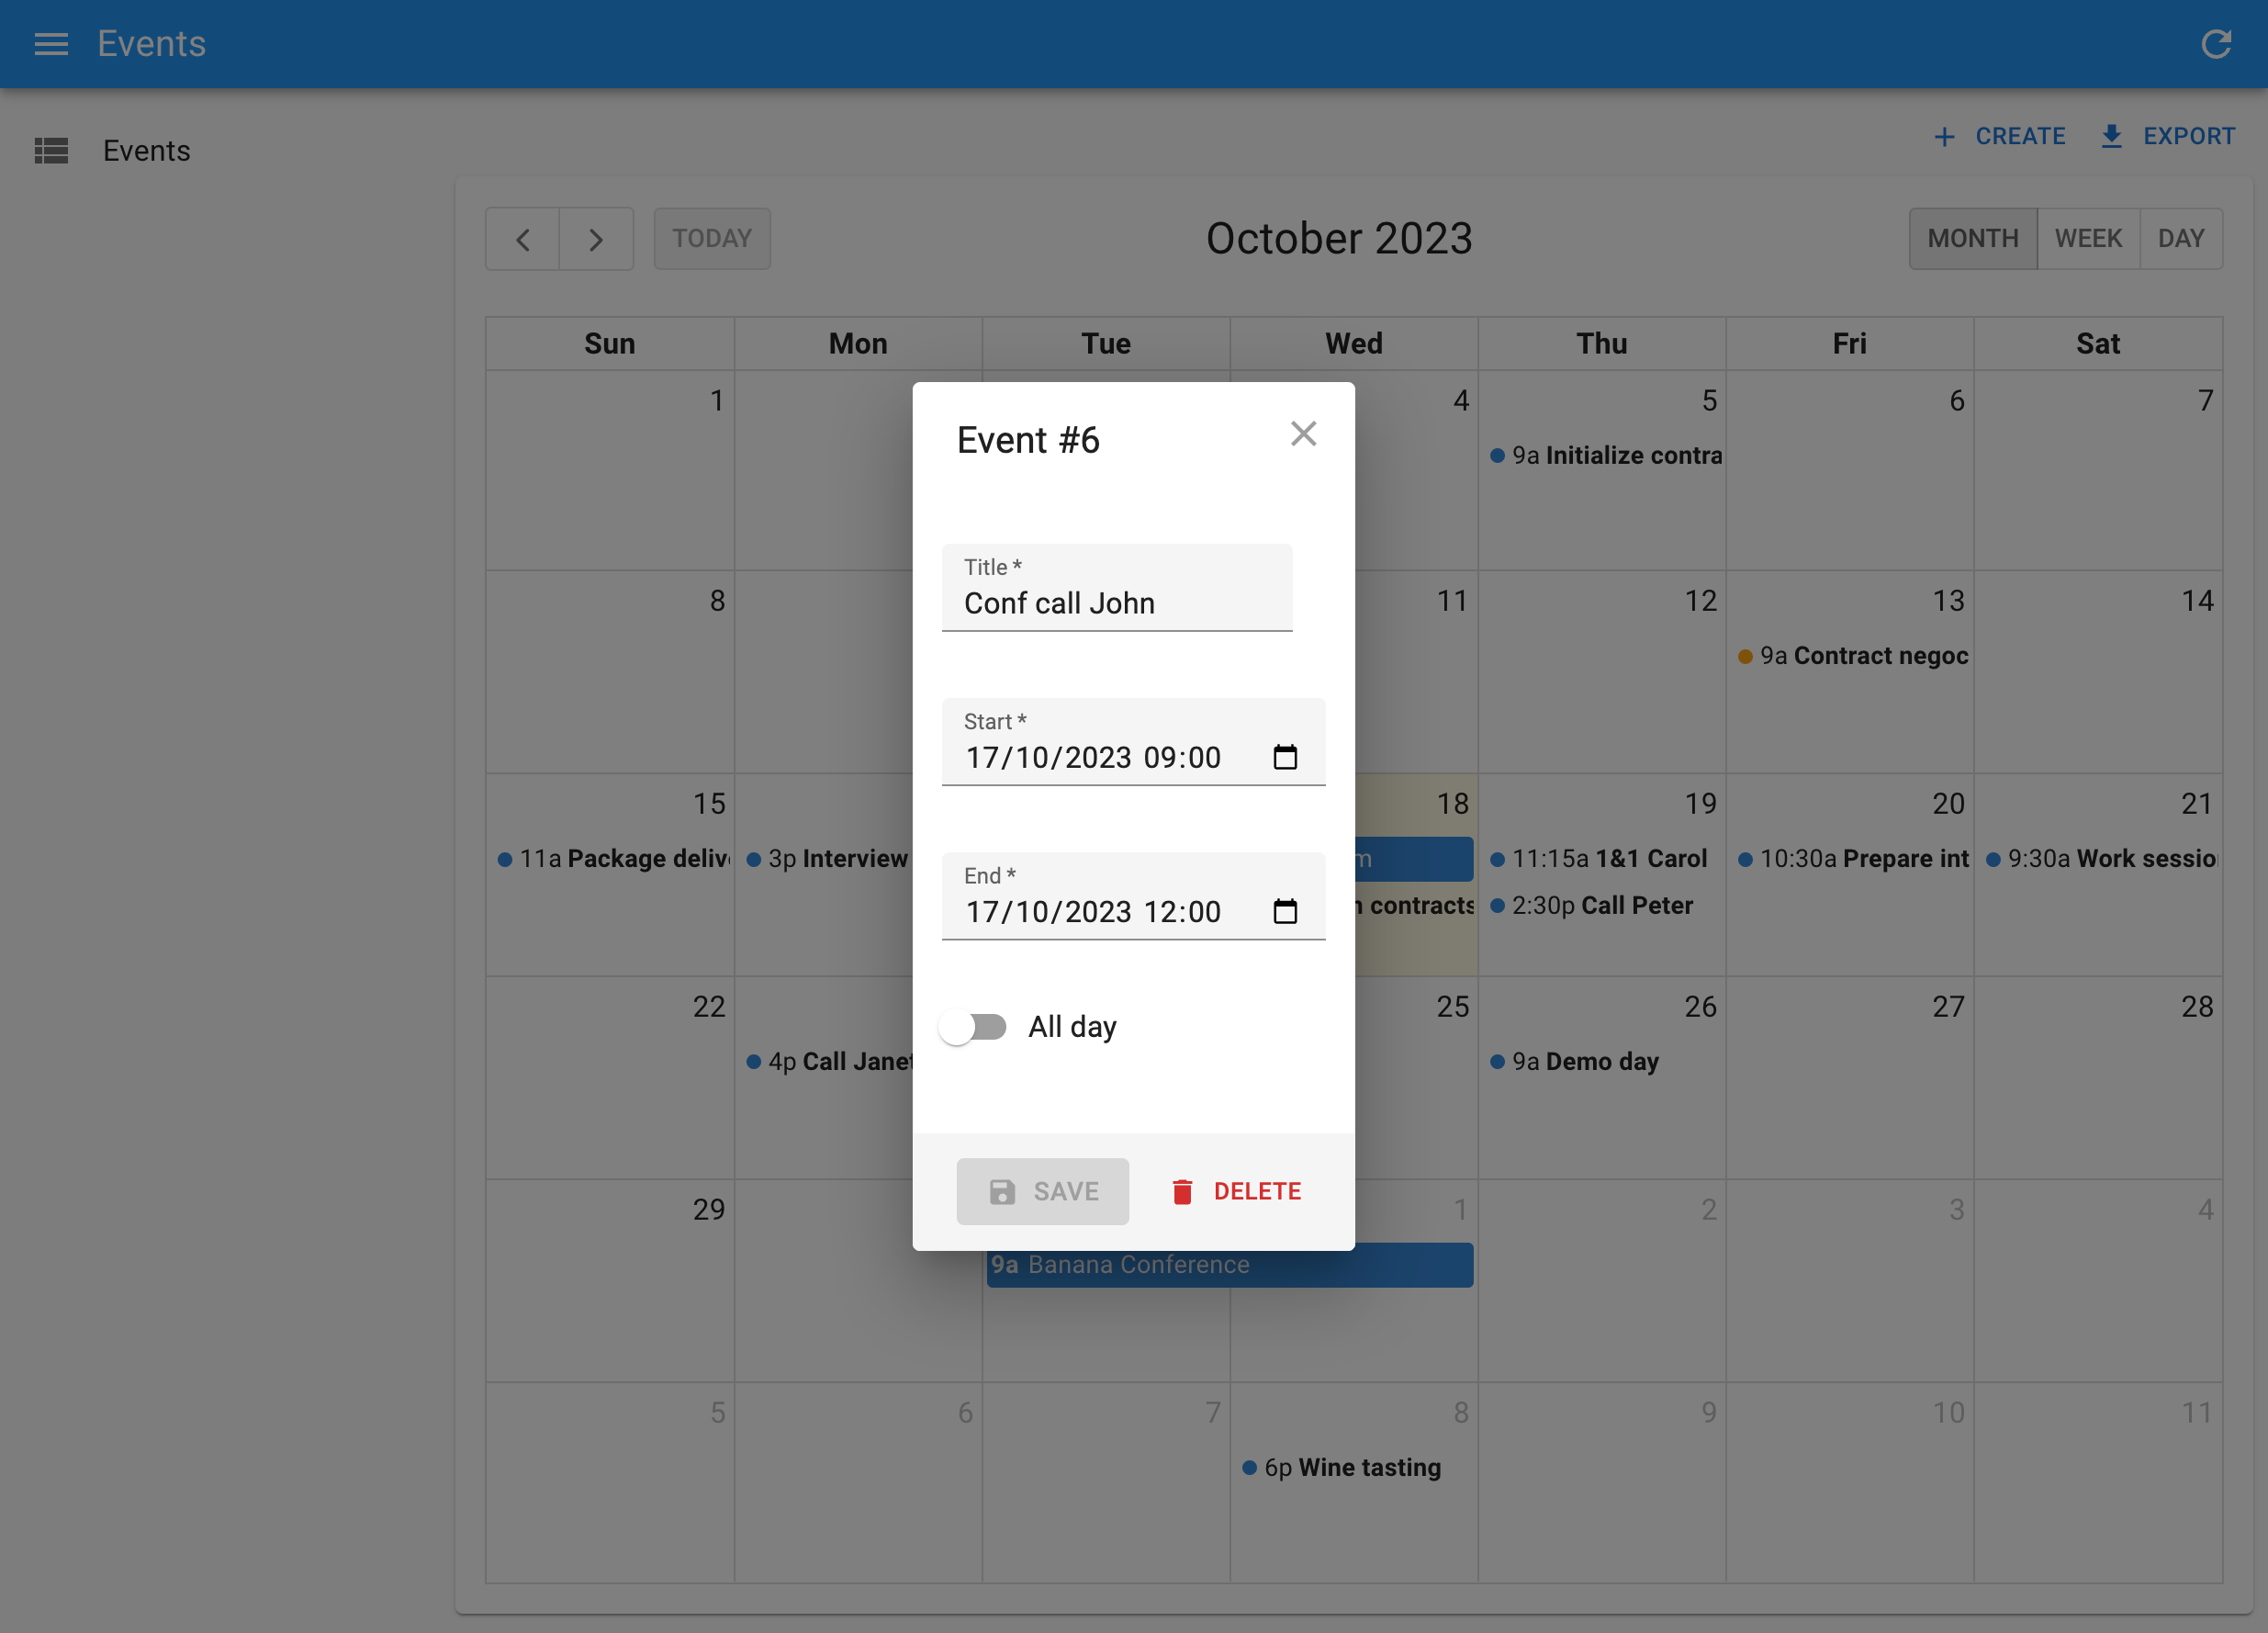 Events
Events
CREATE EXPORT
TODAY October 2023 MONTH WEEK DAY
Sun Mon Tue Wed Thu Fri Sat
1 4 5 6 7
9a Initialize contra
8 11 12 13 14
9a Contract negoc
15 18 19 20 21
11a Package deliv 3p Interview m 11:15a 1&1 Carol 10:30a Prepare int 9:30a Work sessio
contracts 2:30p Call Peter
22 25 26 27 28
4p Call Janet 9a Demo day
29 1 2 3 4
9a Banana Conference
5 6 7 8 9 10 11
6p Wine tasting
Event #6
Title *
Conf call John
Start *
17/10/2023 09:00
End *
17/10/2023 12:00
All day
SAVE DELETE